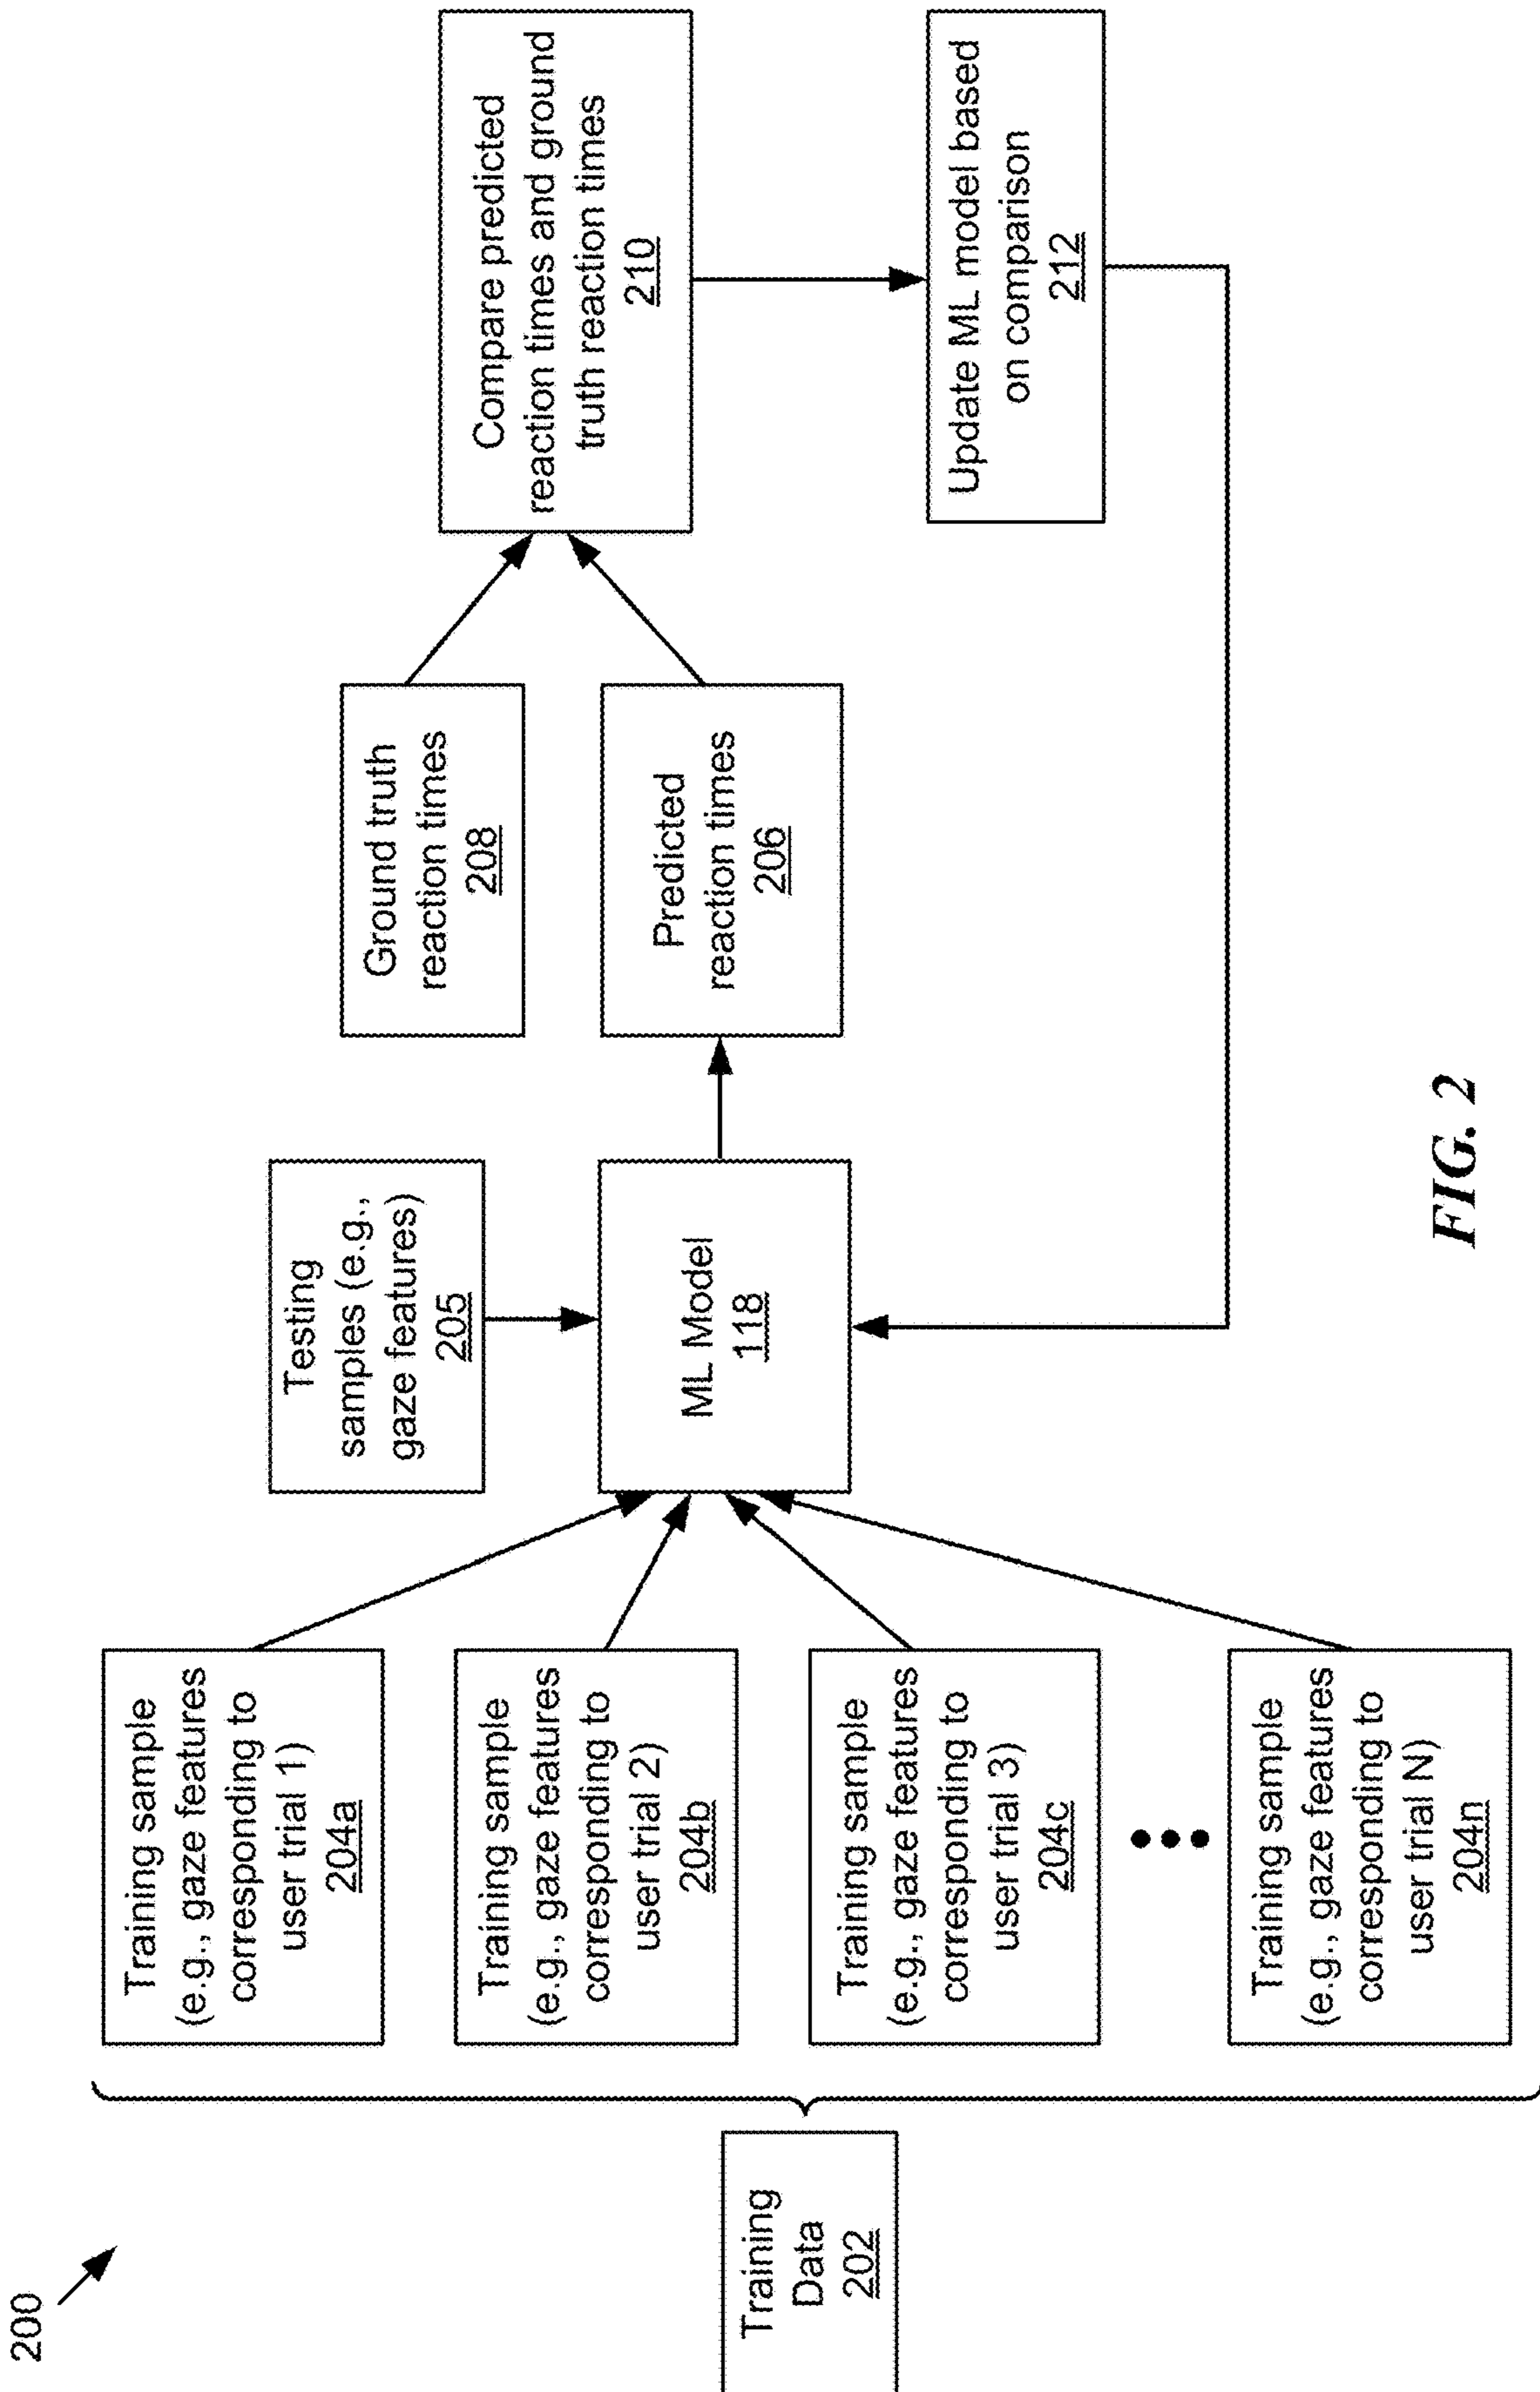 200
Training
Data
202
Training sample
(e.g., gaze features
corresponding to
user trial 1)
204a
Training sample
(e.g., gaze features
corresponding to
user trial 2)
204b
Training sample
(e.g., gaze features
corresponding to
user trial 3)
204c
Training sample
(e.g., gaze features
corresponding to
user trial N)
204n
Testing
samples (e.g.,
gaze features)
205
ML Model
118
Ground truth
reaction times
208
Predicted
reaction times
206
Compare predicted
reaction times and ground
truth reaction times
210
Update ML model based
on comparison
212
FIG. 2